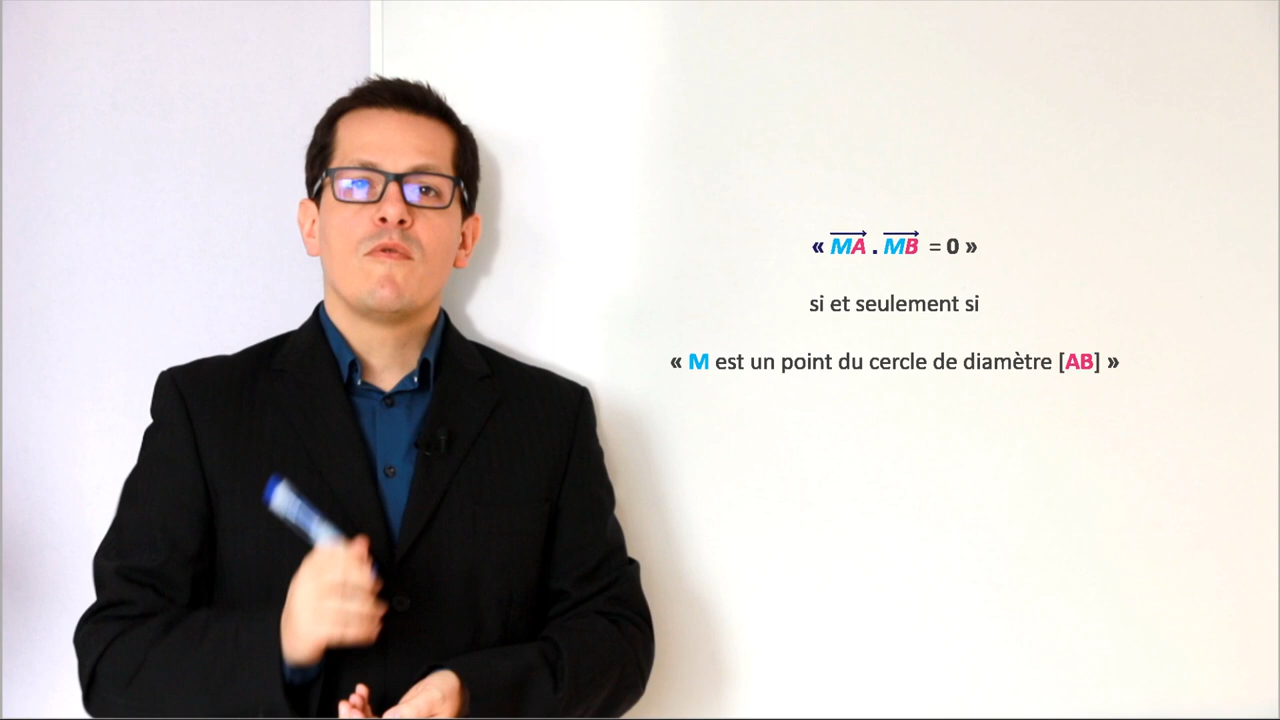 « MA . MB = 0 »
si et seulement si
« M est un point du cercle de diamètre [AB] »